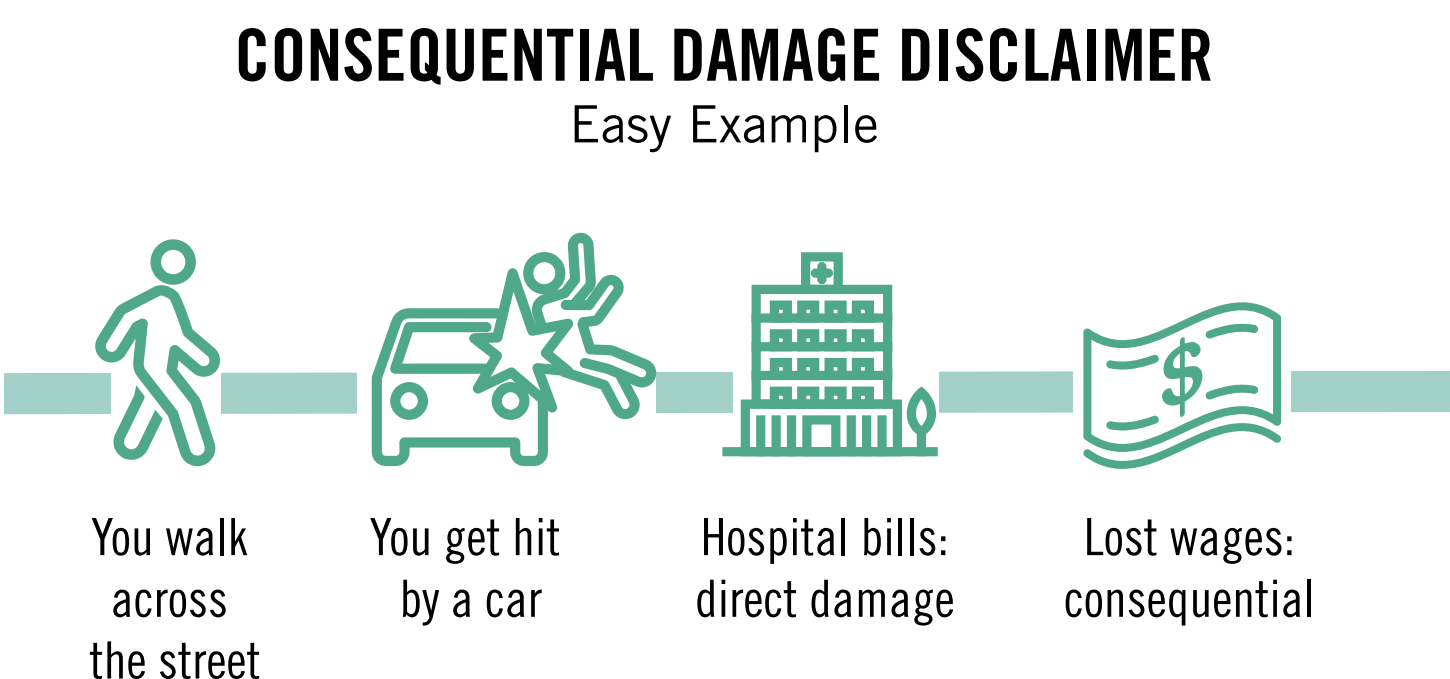 CONSEQUENTIAL DAMAGE DISCLAIMER
Easy Example
$
You walk
across
the street
You get hit
by a car
Hospital bills:
direct damage
Lost wages:
consequential